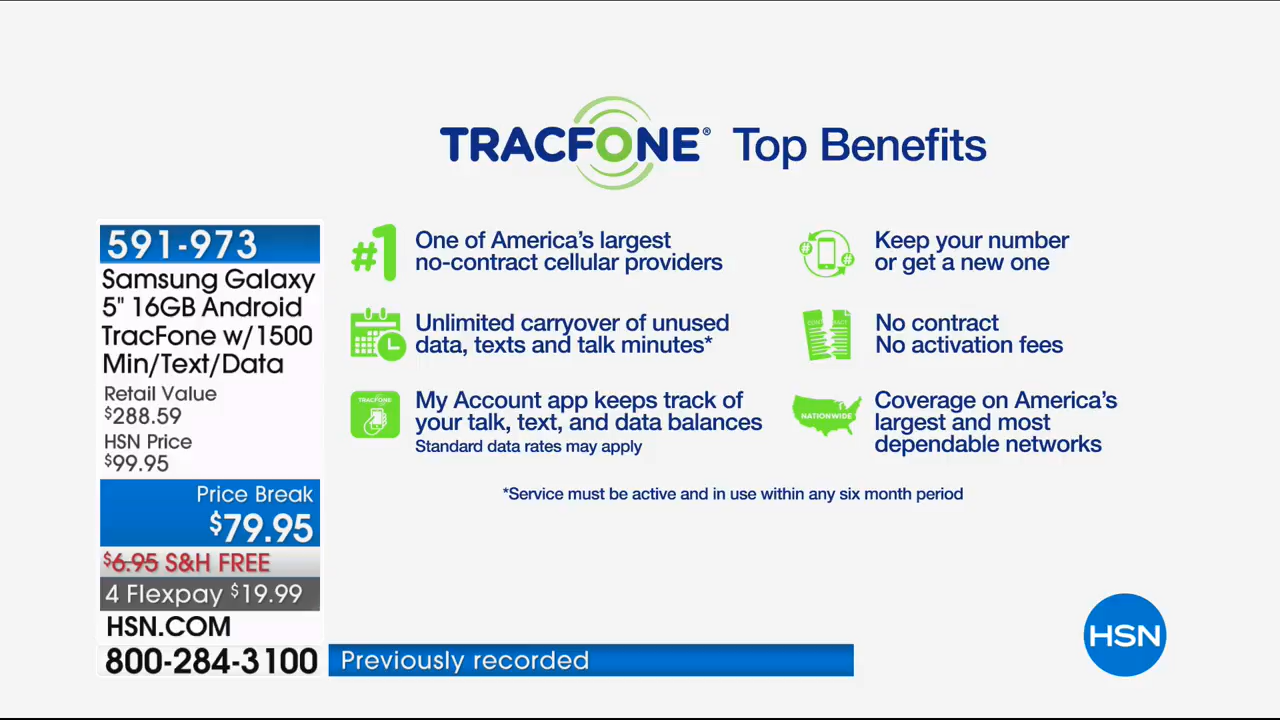 TRACFONE® Top Benefits
591-973
Samsung Galaxy
5" 16GB Android
TracFone w/1500
Min/Text/Data
Retail Value
$288.59
HSN Price
$99.95
Price Break
$79.95
$6.95 S&H FREE
4 Flexpay $19.99
HSN.COM
800-284-3100
#1
One of America's largest
no-contract cellular providers
Unlimited carryover of unused
data, texts and talk minutes*
TRACFONE
My Account app keeps track of
your talk, text, and data balances
Standard data rates may apply
# #
Keep your number
or get a new one
CONTRACT
No contract
No activation fees
NATIONWIDE
Coverage on America's
largest and most
dependable networks
*Service must be active and in use within any six month period
Previously recorded
HSN